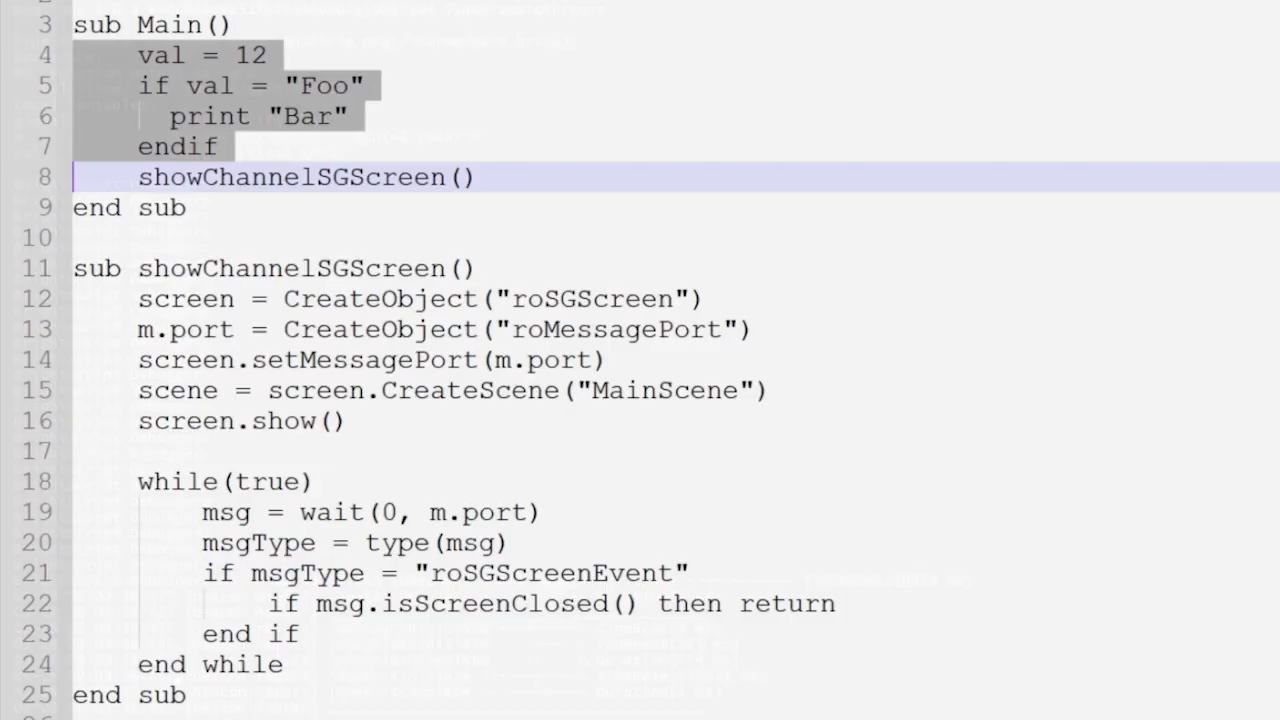 3 sub Main()
4 val = 12
5 if val = "Foo"
6 print "Bar"
7 endif
8 showChannelSGScreen()
9 end sub
10
11 sub showChannelSGScreen()
12 screen = CreateObject("roSGScreen")
13 m.port = CreateObject("roMessagePort")
14 screen.setMessagePort(m.port)
15 scene = screen.CreateScene("MainScene")
16 screen.show()
17
18 while(true)
19 msg = wait(0, m.port)
20 msgType = type(msg)
21 if msgType = "roSGScreenEvent"
22 if msg.isScreenClosed() then return
23 end if
24 end while
25 end sub